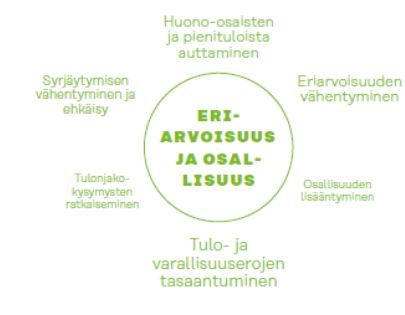 Huono-osaisten
ja pienituloista
auttaminen
Syrjäytymisen
vähentyminen ja
ehkäisy
Eriarvoisuuden
vähentyminen
ERI-
ARVOISUUS
JA OSAL-
LISUUS
Tulonjako-
kysymysten
ratkaiseminen
Osallisuuden
lisääntyminen
Tulo- ja
varallisuuserojen
tasaantuminen